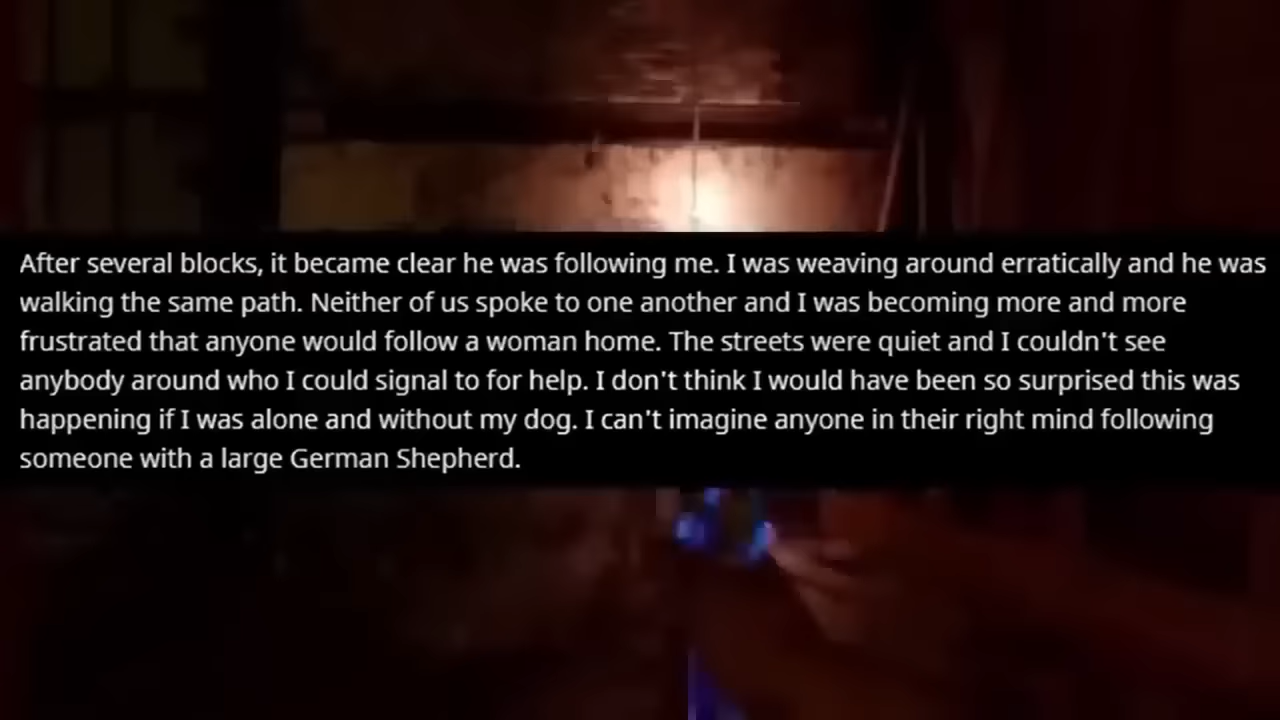 After several blocks, it became clear he was following me. I was weaving around erratically and he was
walking the same path. Neither of us spoke to one another and I was becoming more and more
frustrated that anyone would follow a woman home. The streets were quiet and I couldn't see
anybody around who I could signal to for help. I don't think I would have been so surprised this was
happening if I was alone and without my dog. I can't imagine anyone in their right mind following
someone with a large German Shepherd.